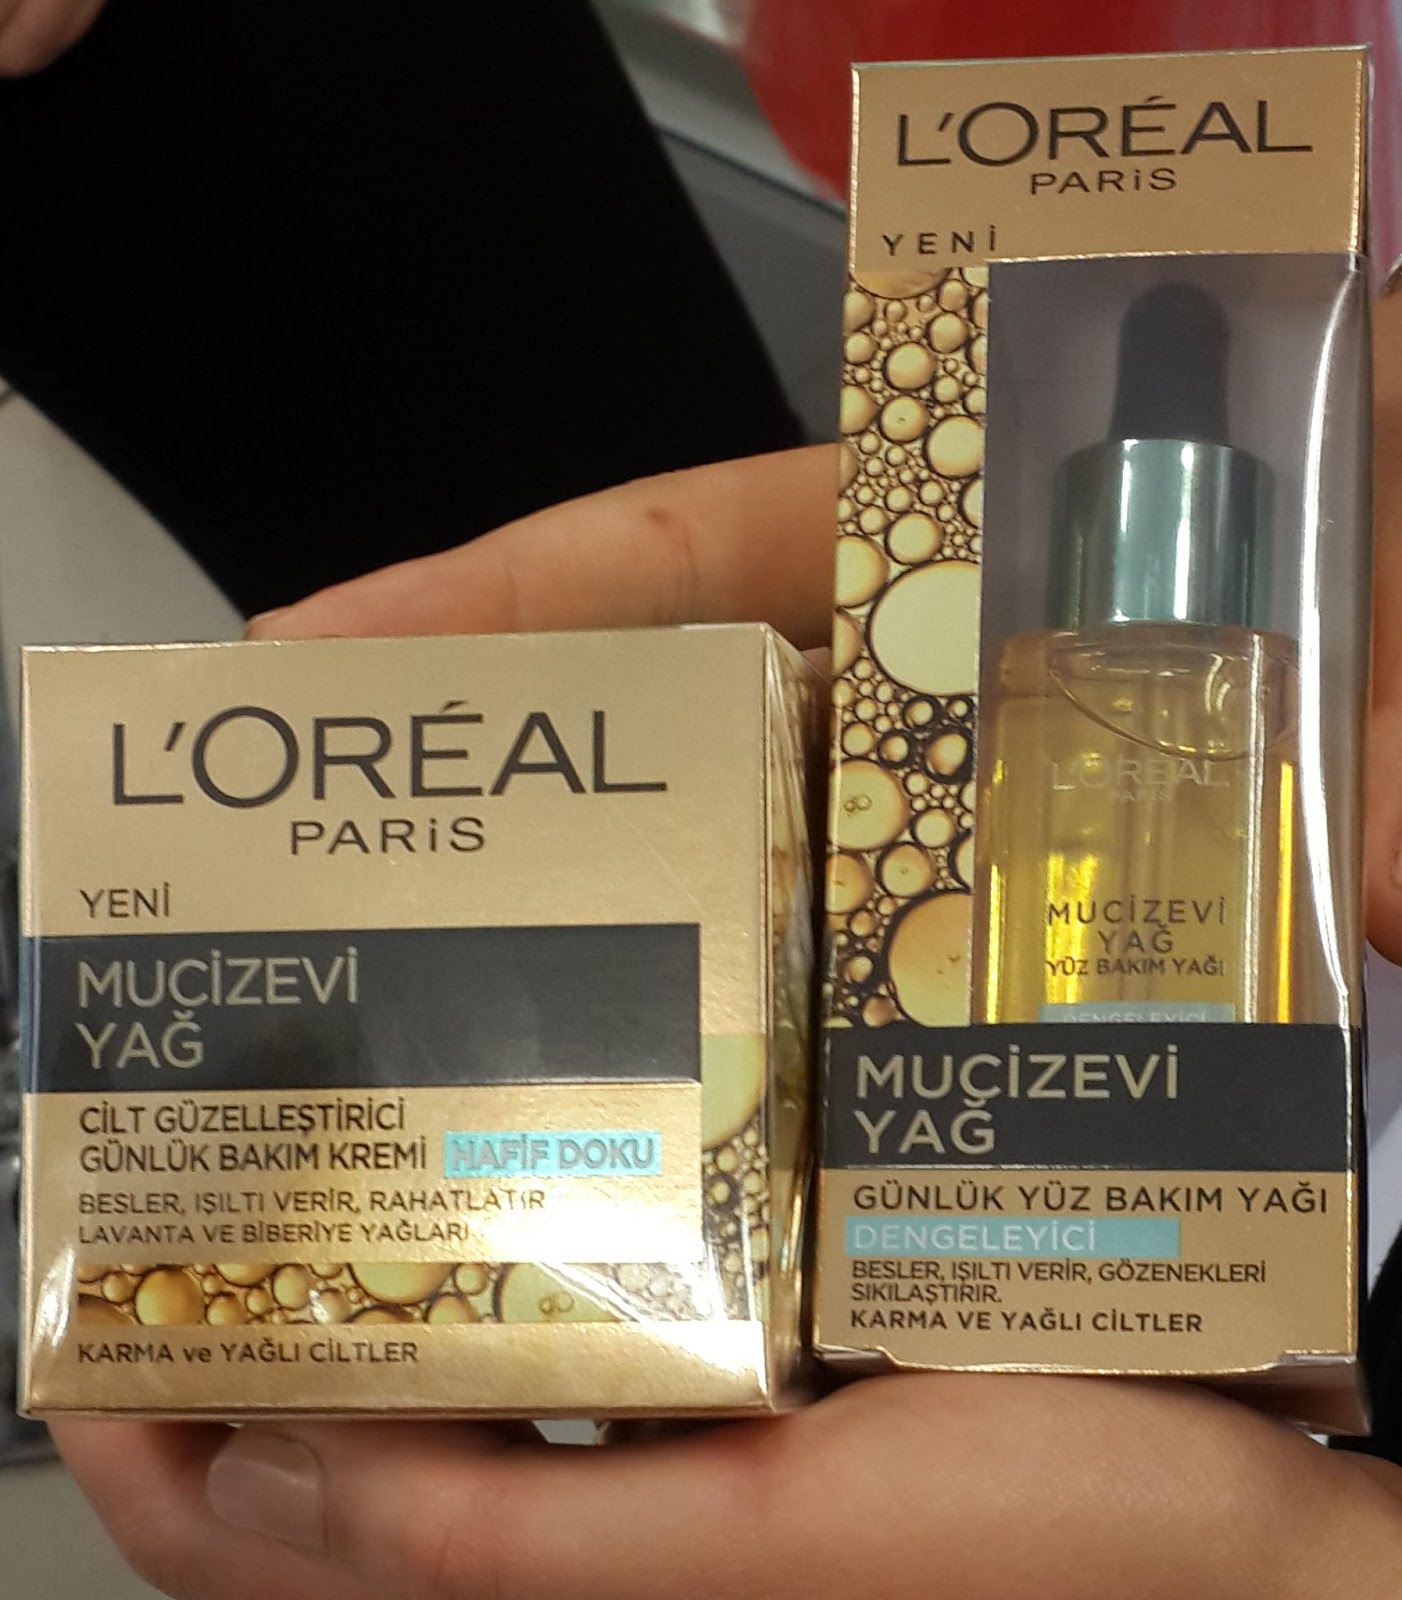 L'ORÉAL
PARiS
YENİ
MUCİZEVİ
YAĞ
CİLT GÜZELLEŞTİRİCİ
GÜNLÜK BAKIM KREMİ HAFİF DOKU
BESLER, IŞILTI VERİR, RAHATLATIR
LAVANTA VE BİBERİYE YAĞLARI
KARMA ve YAĞLI CİLTLER
L'ORÉAL
PARiS
YENİ
L'ORÉAL
PARIS
MUCİZEVİ
YAĞ
YÜZ BAKIM YAĞI
DENGELEYİCİ
MUCİZEVİ
YAĞ
GÜNLÜK YÜZ BAKIM YAĞI
DENGELEYİCİ
BESLER, IŞILTI VERİR, GÖZENEKLERİ
SIKILAŞTIRIR.
KARMA VE YAĞLI CİLTLER